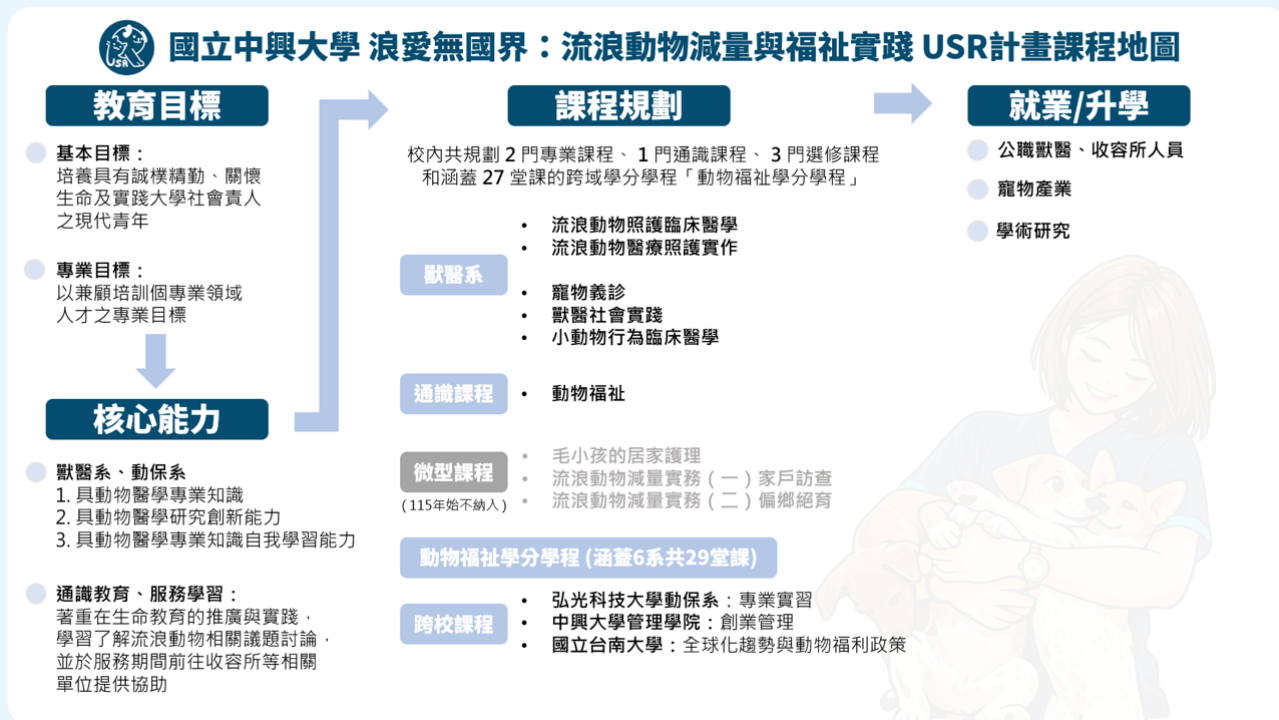 USR
國立中興大學 浪愛無國界：流浪動物減量與福祉實踐 USR計畫課程地圖
教育目標
基本目標：
培養具有誠樸精勤、關懷
生命及實踐大學社會責人
之現代青年
專業目標：
以兼顧培訓個專業領域
人才之專業目標
核心能力
獸醫系、動保系
1. 具動物醫學專業知識
2. 具動物醫學研究創新能力
3. 具動物醫學專業知識自我學習能力
通識教育、服務學習：
著重在生命教育的推廣與實踐，
學習了解流浪動物相關議題討論，
並於服務期間前往收容所等相關
單位提供協助
課程規劃
校內共規劃 2 門專業課程、 1 門通識課程、 3 門選修課程
和涵蓋 27 堂課的跨域學分學程「動物福祉學分學程」
獸醫系
• 流浪動物照護臨床醫學
• 流浪動物醫療照護實作
• 寵物義診
• 獸醫社會實踐
• 小動物行為臨床醫學
通識課程
• 動物福祉
微型課程
(115年始不納入)
• 毛小孩的居家護理
• 流浪動物減量實務（一）家戶訪查
• 流浪動物減量實務（二）偏鄉絕育
動物福祉學分學程 (涵蓋6系共29堂課)
跨校課程
• 弘光科技大學動保系：專業實習
• 中興大學管理學院：創業管理
• 國立台南大學：全球化趨勢與動物福利政策
就業/升學
公職獸醫、收容所人員
寵物產業
學術研究